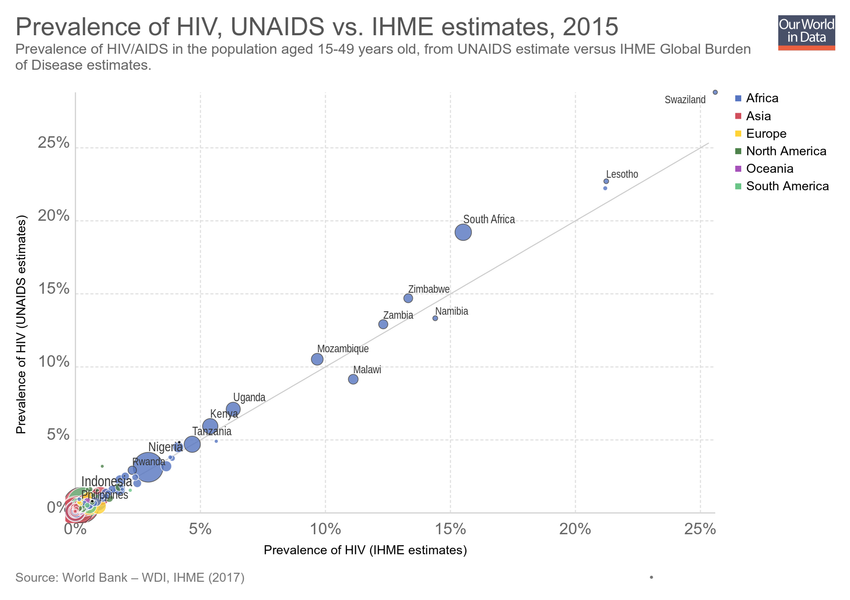 Prevalence of HIV, UNAIDS vs. IHME estimates, 2015
Our World
in Data
Prevalence of HIV/AIDS in the population aged 15-49 years old, from UNAIDS estimate versus IHME Global Burden
of Disease estimates.
Swaziland
Africa
Asia
Europe
North America
Oceania
South America
25%
Lesotho
20%
South Africa
15%
Zimbabwe
Namibia
Zambia
Mozambique
10%
Malawi
Uganda
Kenya
5%
Tanzania
Nigeria
Rwanda
Indonesia
Philippines
0%
Prevalence of HIV (UNAIDS estimates)
0%
5%
10%
15%
20%
25%
Prevalence of HIV (IHME estimates)
Source: World Bank – WDI, IHME (2017)